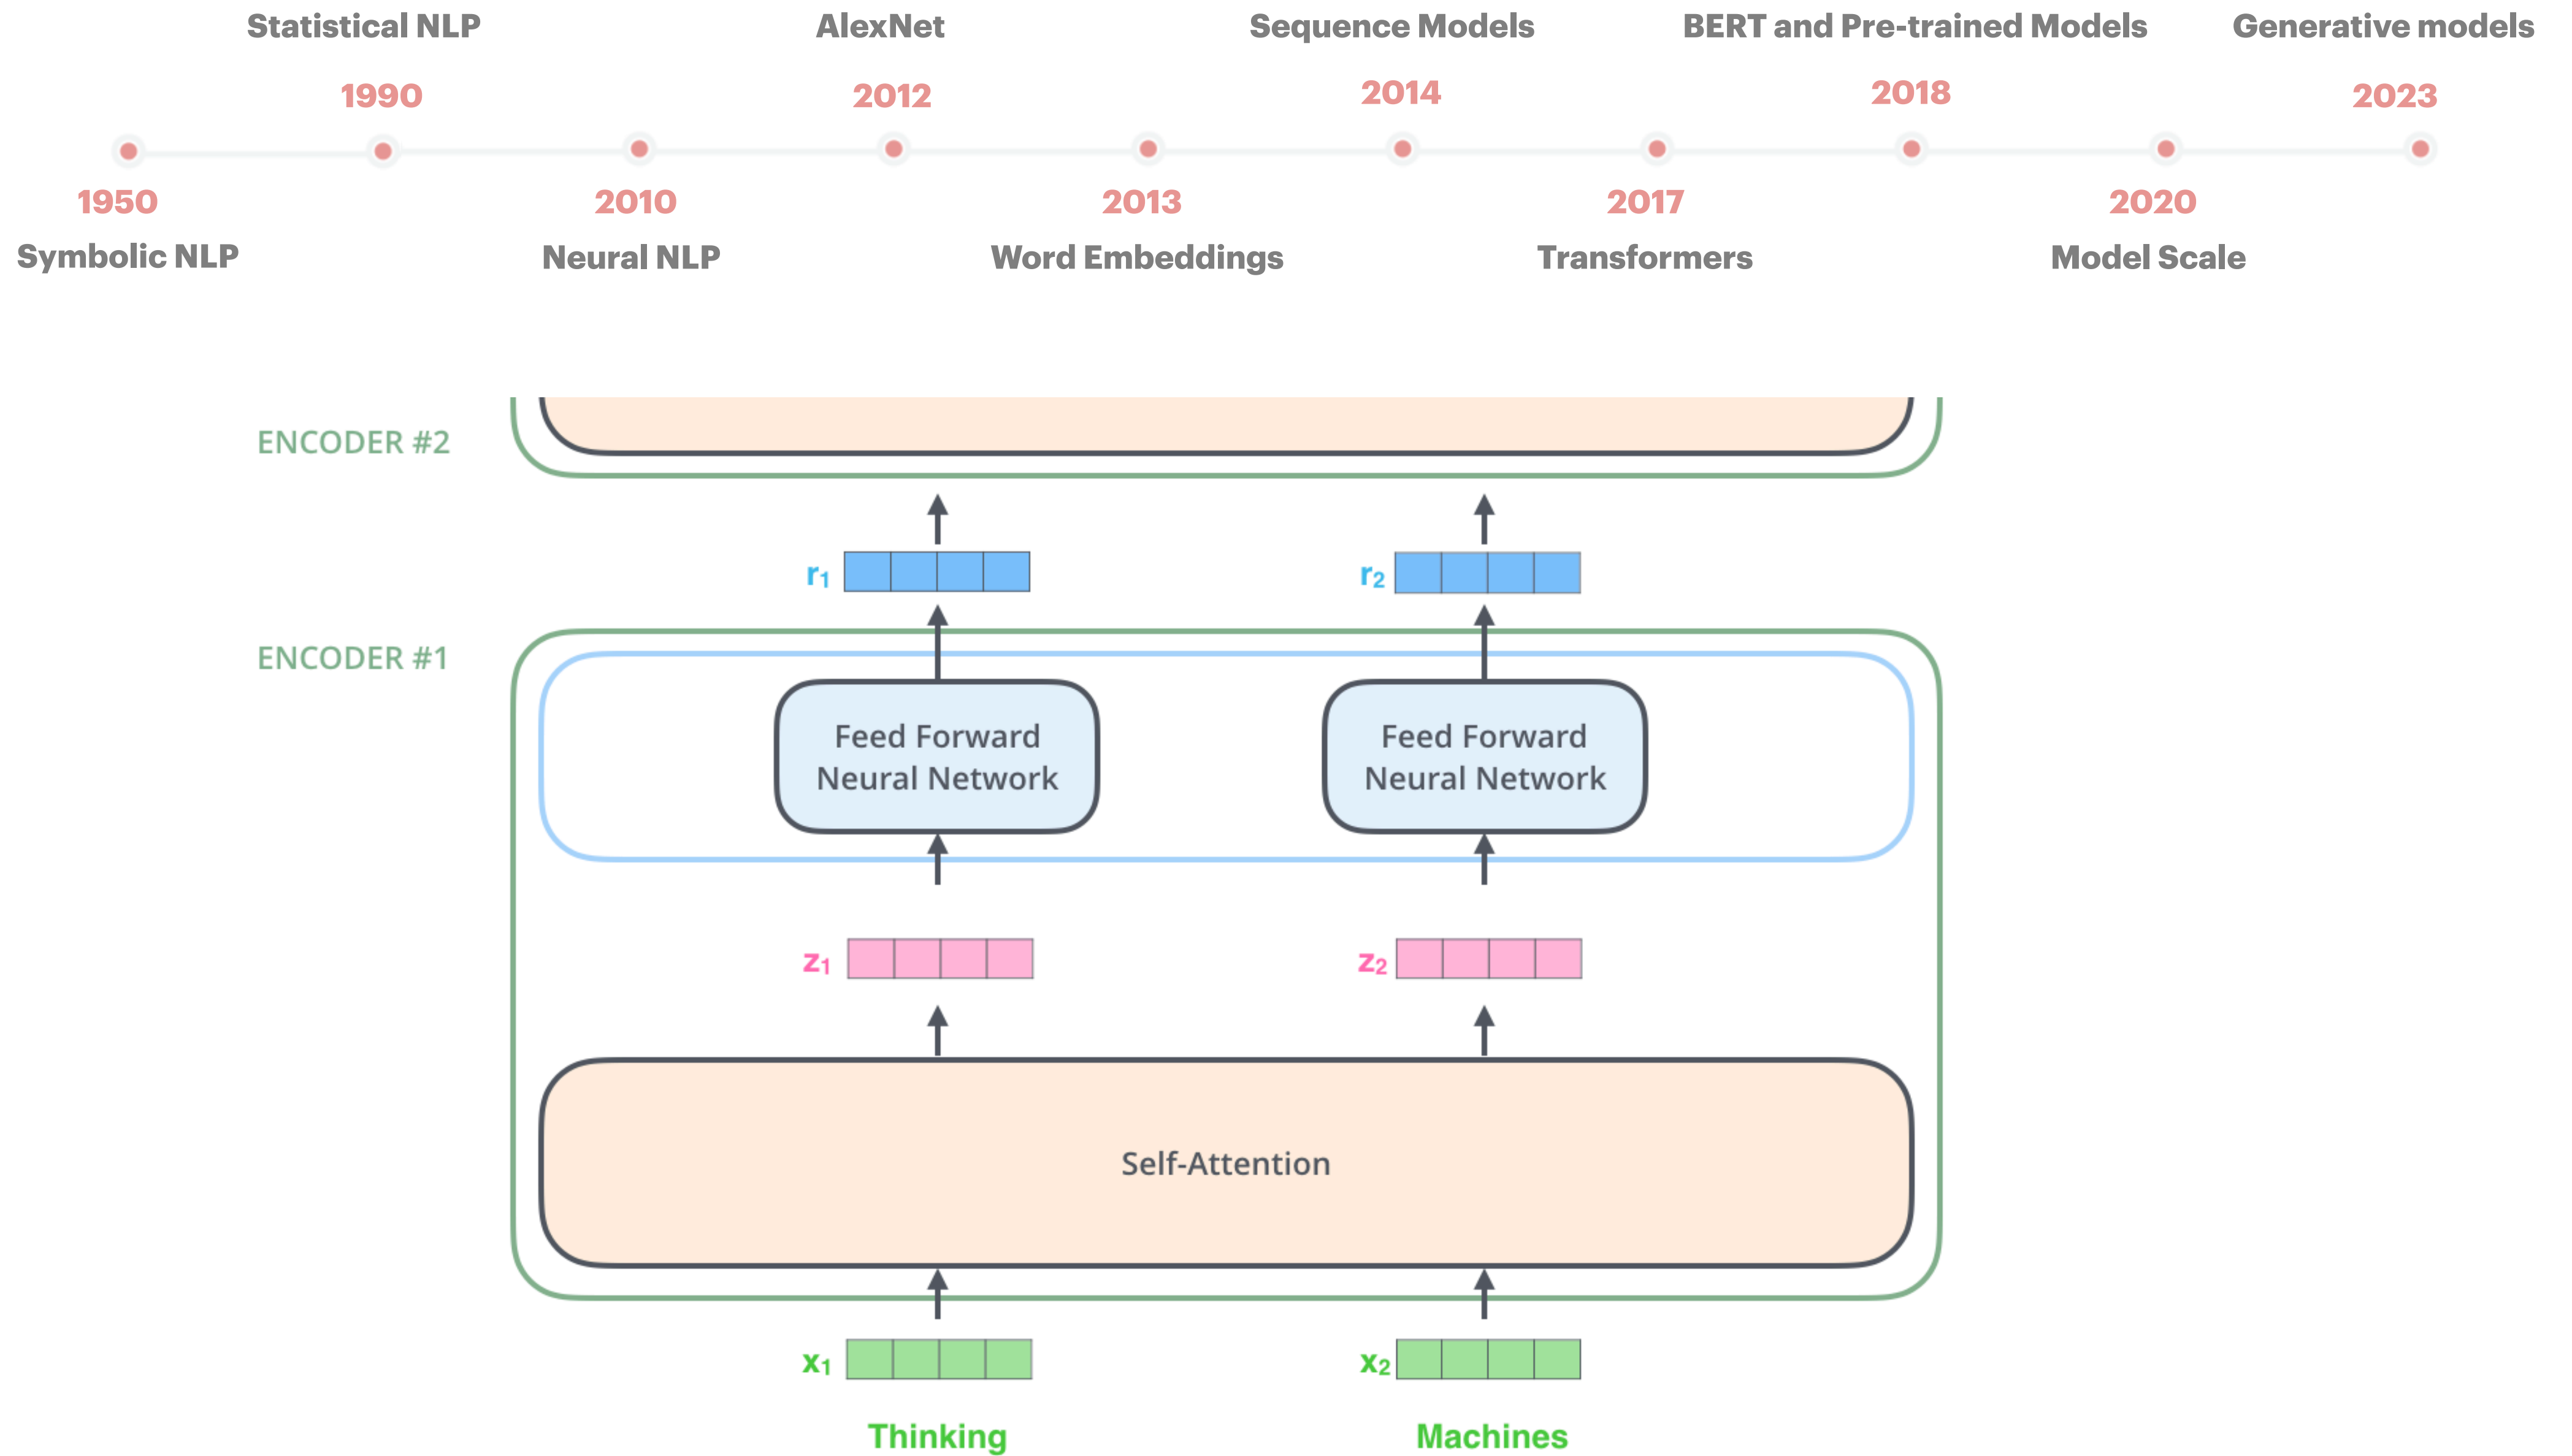 Statistical NLP
AlexNet
Sequence Models
BERT and Pre-trained Models
Generative models
1990
2012
2014
2018
2023
1950
2010
2013
2017
2020
Symbolic NLP
Neural NLP
Word Embeddings
Transformers
Model Scale
ENCODER #2
r1
r2
ENCODER #1
Feed Forward
Neural Network
Feed Forward
Neural Network
z1
z2
Self-Attention
x1
x2
Thinking
Machines